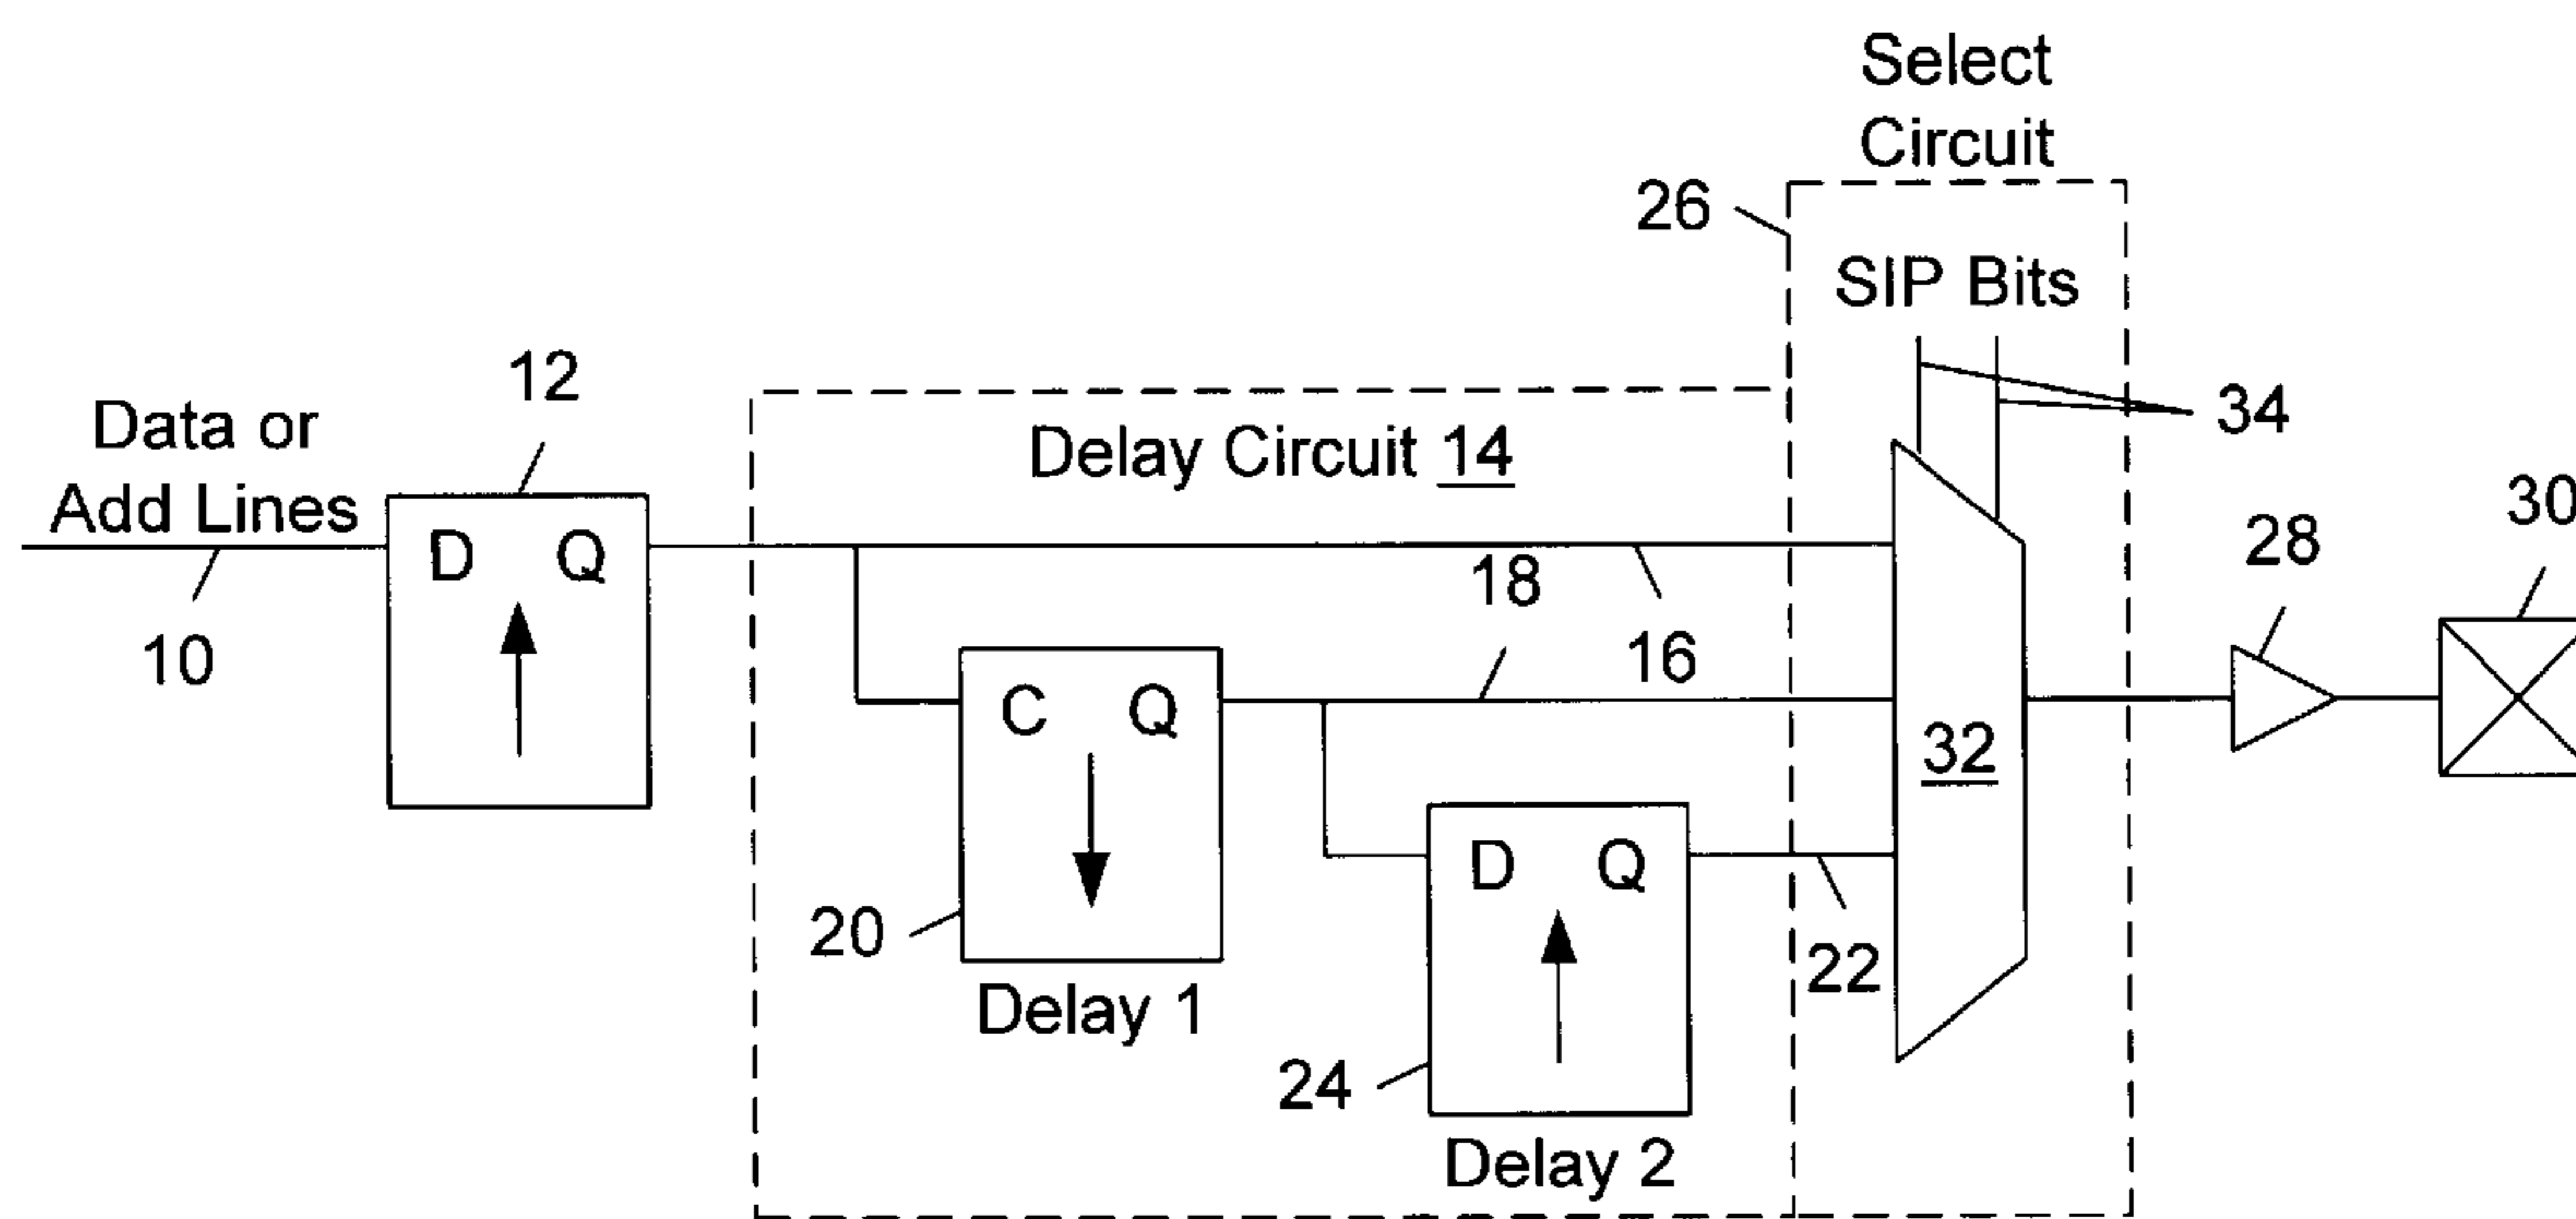 Select
Circuit
26
SIP Bits
12
34
Data or
Add Lines
Delay Circuit 14
30
28
D Q
18
10
16
C Q
32
D Q
20
22
Delay 1
24
Delay 2